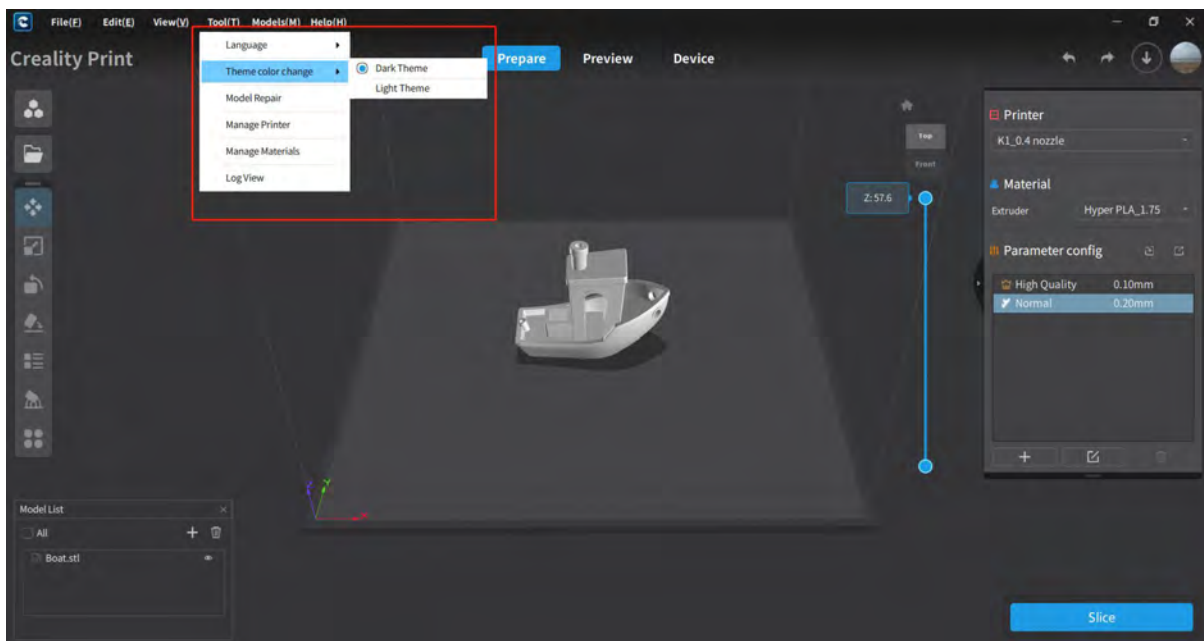 File(F) Edit(E) View(V) Tool(T) Models(M) Help(H)
Creality Print
Prepare Preview Device
Language
Theme color change
Dark Theme
Light Theme
Model Repair
Manage Printer
Manage Materials
Log View
Top
Front
Z: 57.6
Printer
K1_0.4 nozzle
Material
Extruder Hyper PLA_1.75
Parameter config
High Quality 0.10mm
Normal 0.20mm
Model List
All
Boat.stl
Slice